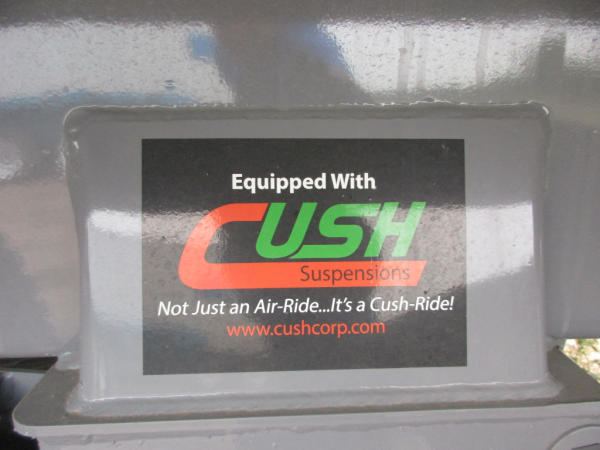 Equipped With
CUSH
Suspensions
Not Just an Air-Ride...It's a Cush-Ride!
www.cushcorp.com